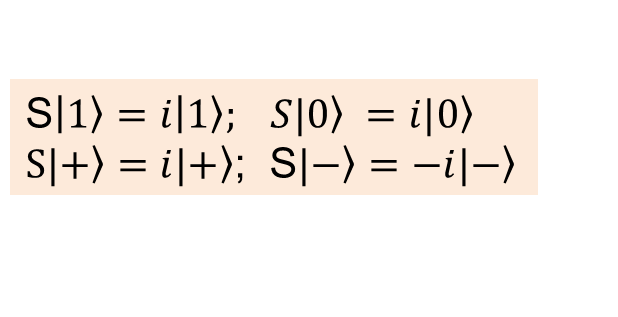 S|1⟩ = i|1⟩; S|0⟩ = i|0⟩
S|+⟩ = i|+⟩; S|−⟩ = −i|−⟩